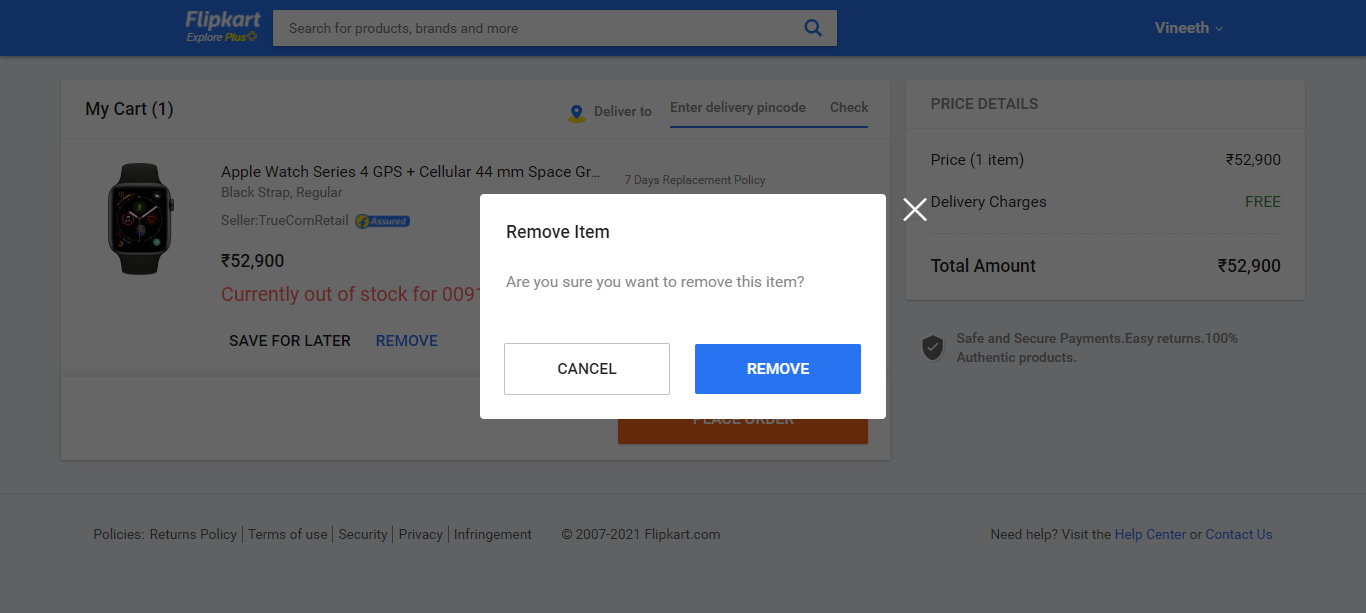 Flipkart
Explore Plus
Search for products, brands and more
Vineeth
My Cart (1)
Deliver to
Enter delivery pincode
Check
Apple Watch Series 4 GPS + Cellular 44 mm Space Gr...
Black Strap, Regular
Seller:TrueComRetail
Assured
7 Days Replacement Policy
₹52,900
Currently out of stock for 0091
SAVE FOR LATER
REMOVE
PLACE ORDER
Remove Item
Are you sure you want to remove this item?
CANCEL
REMOVE
PRICE DETAILS
Price (1 item)
₹52,900
Delivery Charges
FREE
Total Amount
₹52,900
Safe and Secure Payments.Easy returns.100%
Authentic products.
Policies: Returns Policy | Terms of use | Security | Privacy | Infringement
© 2007-2021 Flipkart.com
Need help? Visit the Help Center or Contact Us